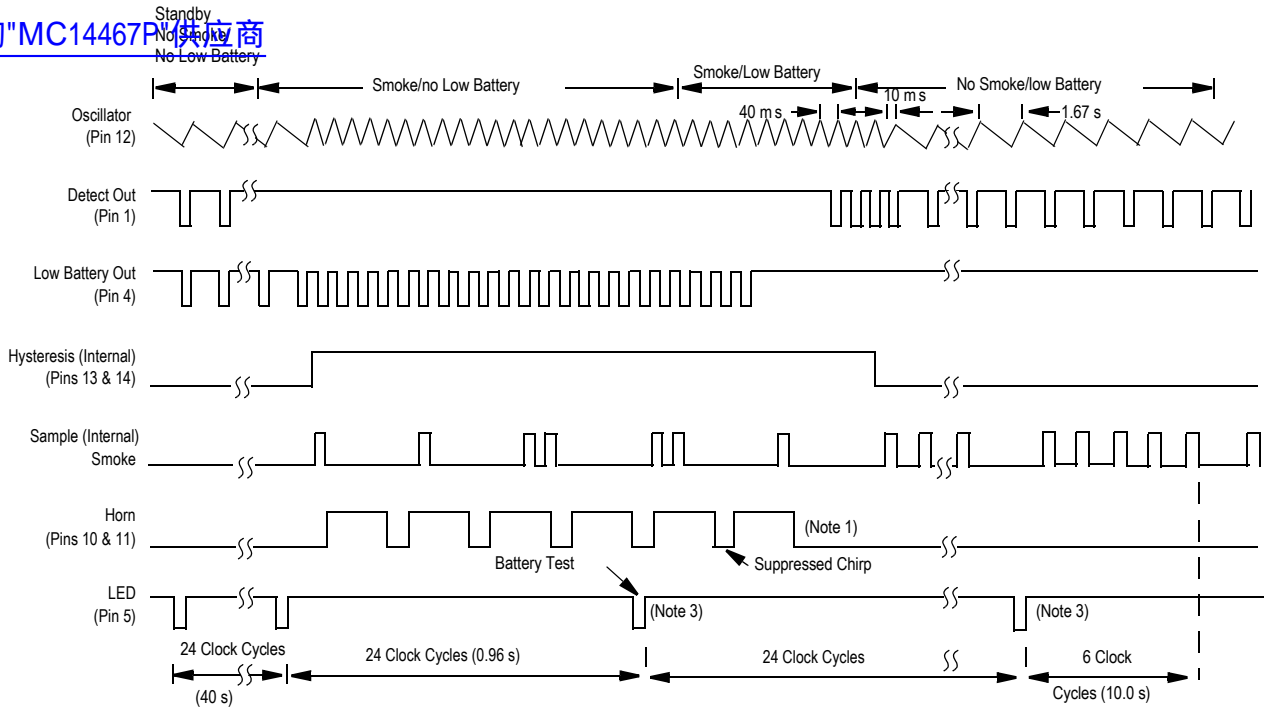 Standby
No Smoke/
No Low Battery
"MC14467P"供应商
Smoke/no Low Battery
Smoke/Low Battery
No Smoke/low Battery
40 ms
10 ms
1.67 s
Oscillator
(Pin 12)
Detect Out
(Pin 1)
Low Battery Out
(Pin 4)
Hysteresis (Internal)
(Pins 13 & 14)
Sample (Internal)
Smoke
Horn
(Pins 10 & 11)
(Note 1)
Battery Test
Suppressed Chirp
LED
(Pin 5)
(Note 3)
(Note 3)
24 Clock Cycles
(40 s)
24 Clock Cycles (0.96 s)
24 Clock Cycles
6 Clock
Cycles (10.0 s)